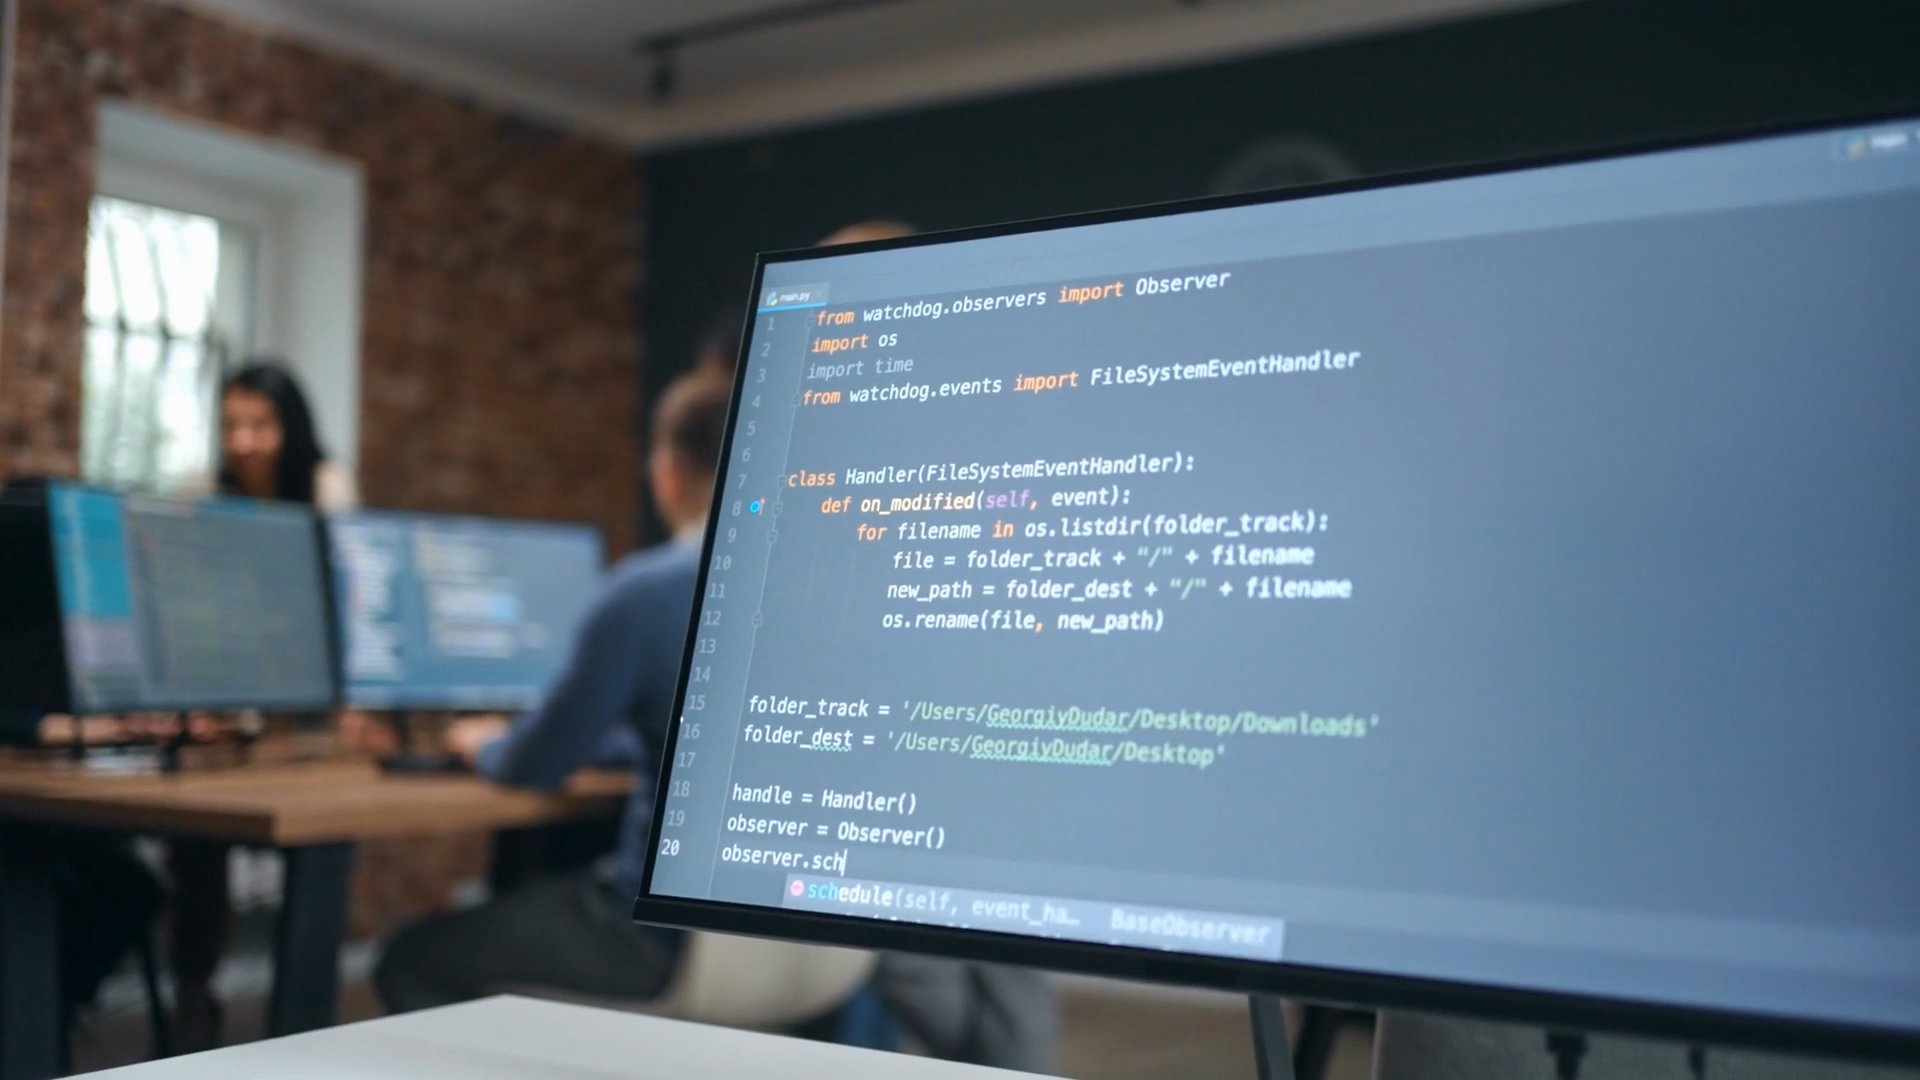 main
main.py
1 from watchdog.observers import Observer
2 import os
3 import time
4 from watchdog.events import FileSystemEventHandler
5
6
7 class Handler(FileSystemEventHandler):
8 def on_modified(self, event):
9 for filename in os.listdir(folder_track):
10 file = folder_track + "/" + filename
11 new_path = folder_dest + "/" + filename
12 os.rename(file, new_path)
13
14
15 folder_track = '/Users/GeorgiyDudar/Desktop/Downloads'
16 folder_dest = '/Users/GeorgiyDudar/Desktop'
17
18 handle = Handler()
19 observer = Observer()
20 observer.sch
schedule(self, event_ha… BaseObserver